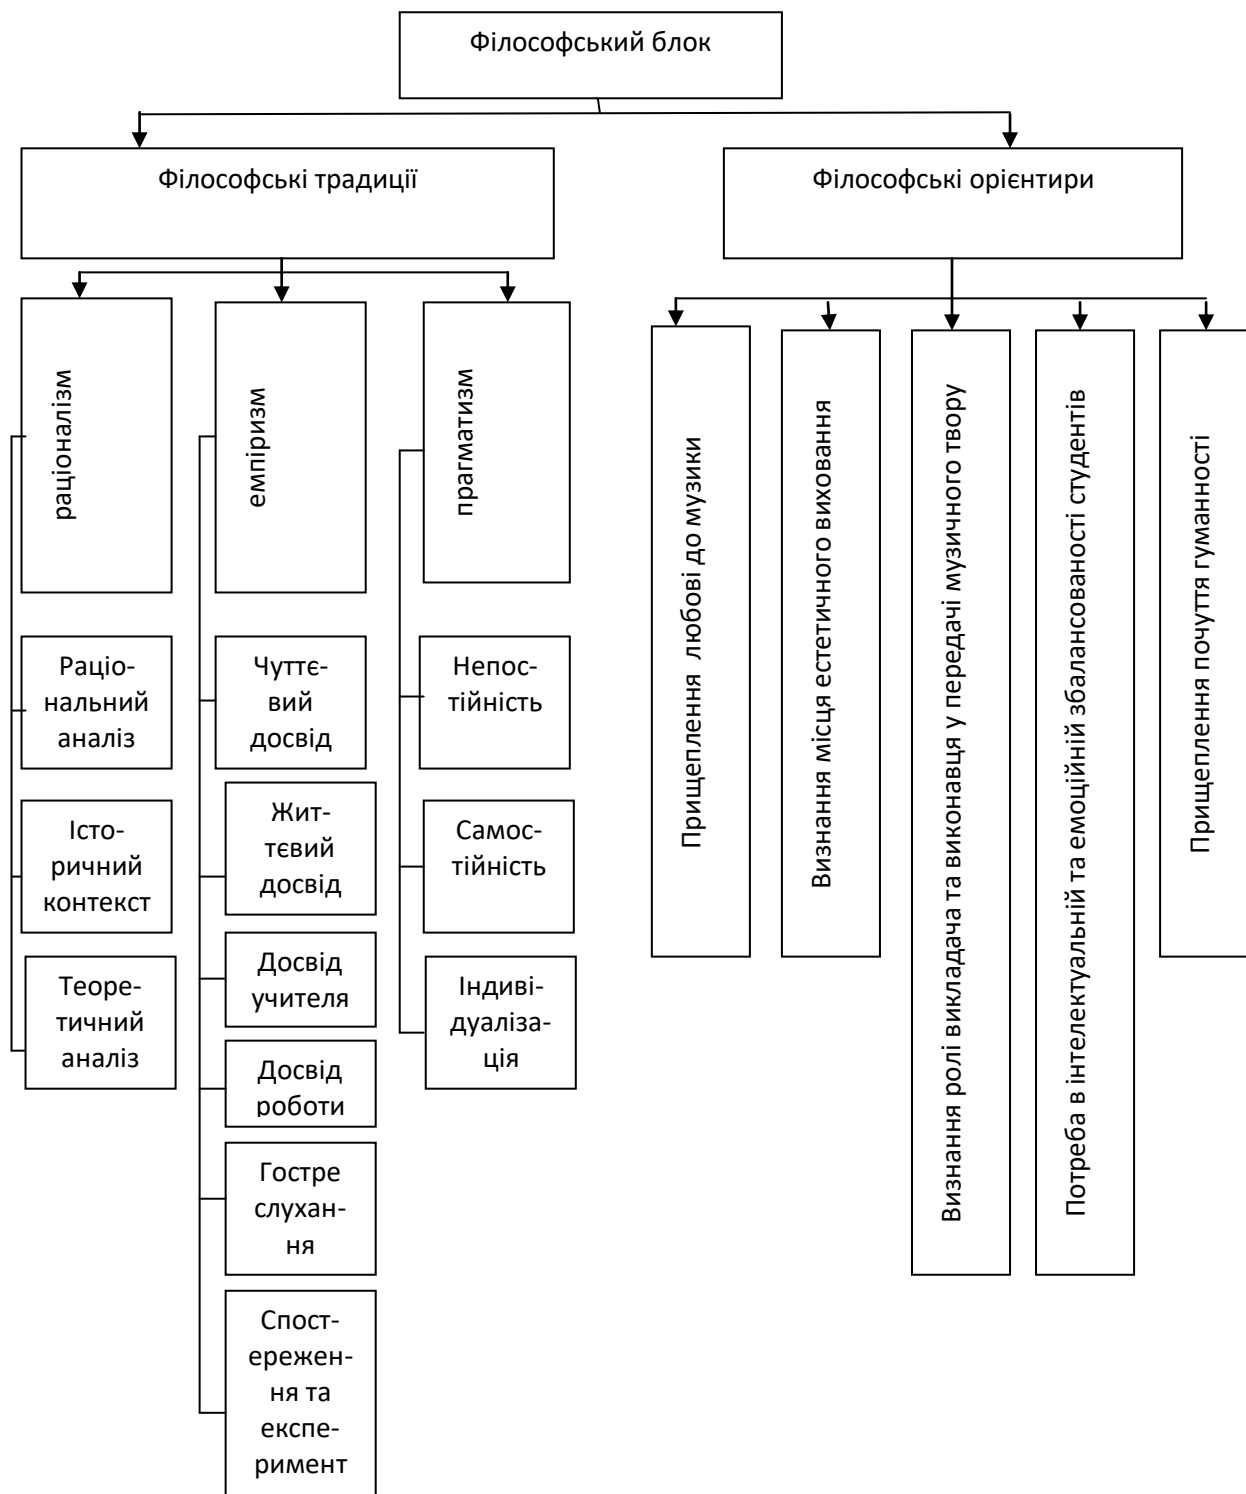 Філософський блок
Філософські традиції
Філософські орієнтири
раціоналізм
емпіризм
прагматизм
Прищеплення любові до музики
Визнання місця естетичного виховання
Визнання ролі викладача та виконавця у передачі музичного твору
Потреба в інтелектуальній та емоційній збалансованості студентів
Прищеплення почуття гуманності
Раціо-
нальний
аналіз
Істо-
ричний
контекст
Теоре-
тичний
аналіз
Чуттє-
вий
досвід
Жит-
тєвий
досвід
Досвід
учителя
Досвід
роботи
Гостре
слухан-
ня
Спост-
ережен-
ня та
експе-
римент
Непос-
тійність
Самос-
тійність
Індиві-
дуаліза-
ція